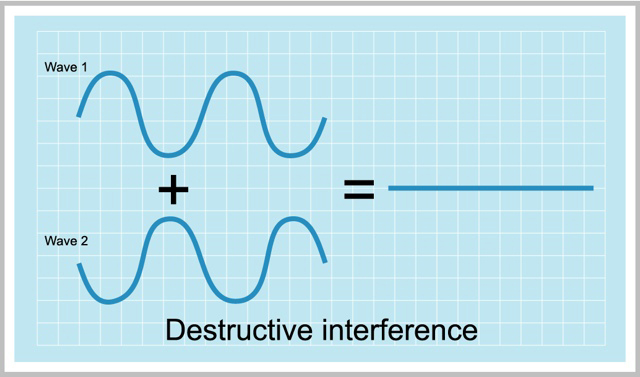 Wave 1
+
=
Wave 2
Destructive interference